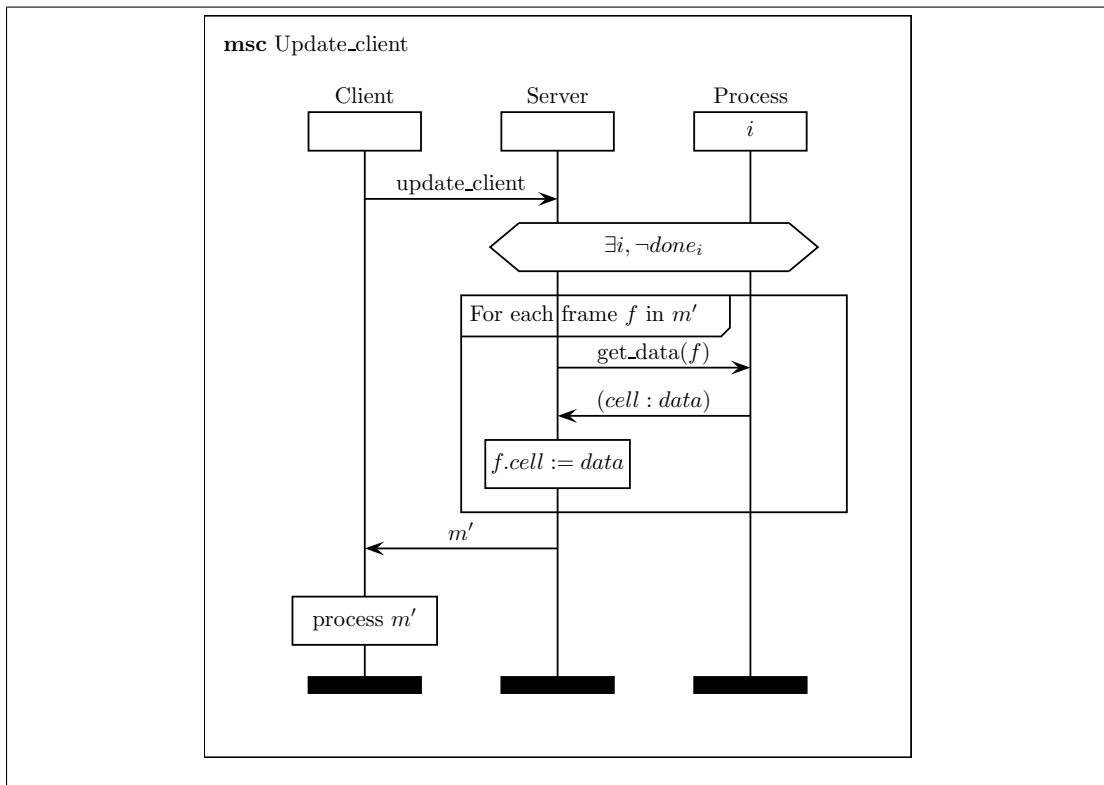 msc Update_client
Client Server Process
i
update_client
∃i, ¬done_i
For each frame f in m′
get_data(f)
(cell : data)
f.cell := data
m′
process m′